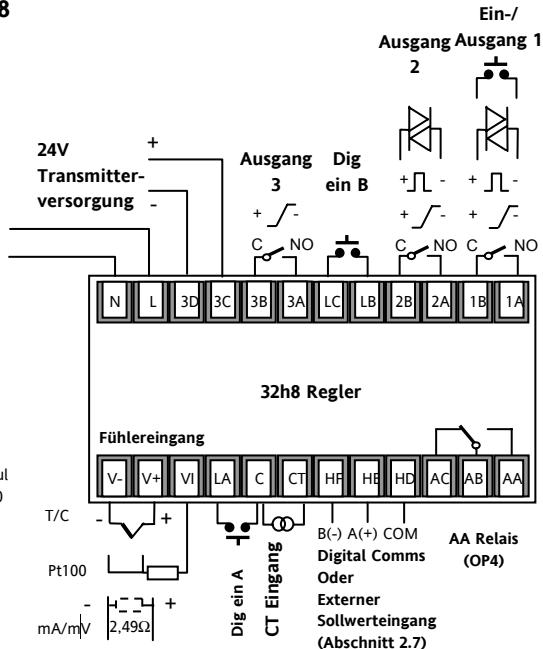 8
Ein-/
Ausgang 1
Ausgang
2
24V
Transmitter-
versorgung
+
-
Ausgang
3
Dig
ein B
+ -
+ -
+ -
+ -
+ -
C NO
C NO
C NO
N L 3D 3C 3B 3A LC LB 2B 2A 1B 1A
32h8 Regler
Fühlereingang
V- V+ VI LA C CT HF HE HD AC AB AA
ul
T/C
- +
Pt100
- +
mA/mV
2,49Ω
Dig ein A
CT Eingang
B(-) A(+) COM
Digital Comms
Oder
Externer
Sollwerteingang
(Abschnitt 2.7)
AA Relais
(OP4)